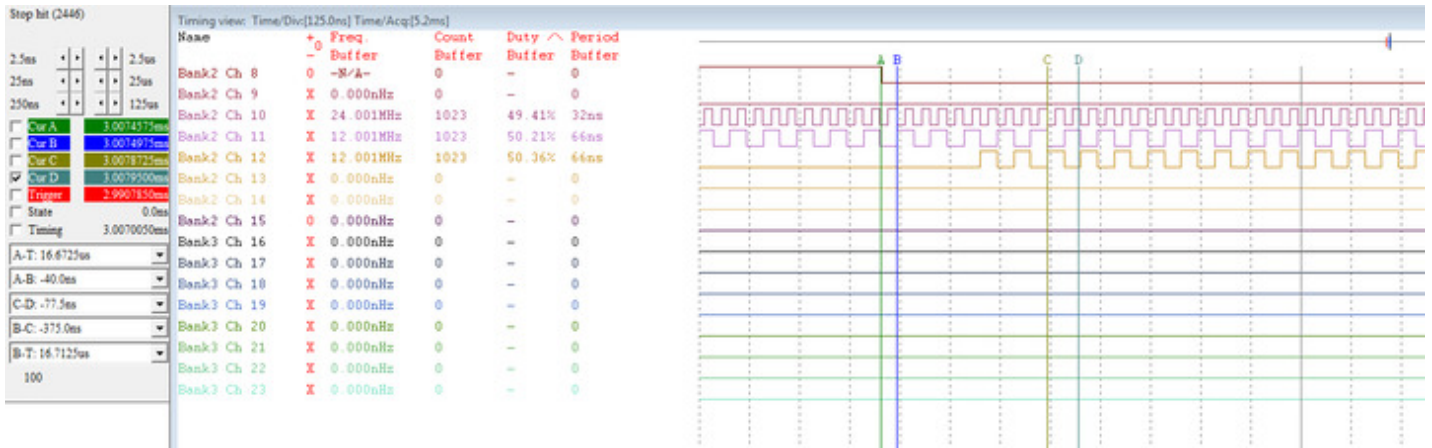 Stop hit (2446)
2.5ns 2.5us
25ns 25us
250ns 125us
Cur A 3.0074575ms
Cur B 3.0074975ms
Cur C 3.0078725ms
Cur D 3.0079500ms
Trigger 2.9907850ms
State 0.0ns
Timing 3.0070050ms
A-T: 16.6725us
A-B: -40.0ns
C-D: -77.5ns
B-C: -375.0ns
B-T: 16.7125us
100
Timing view: Time/Div:[125.0ns] Time/Acq:[5.2ms]
Name + 0 - Freq. Count Duty Period
Buffer Buffer Buffer Buffer
A B C D
Bank2 Ch 8 0 -N/A- 0 - 0
Bank2 Ch 9 X 0.000nHz 0 - 0
Bank2 Ch 10 X 24.001MHz 1023 49.41% 32ns
Bank2 Ch 11 X 12.001MHz 1023 50.21% 66ns
Bank2 Ch 12 X 12.001MHz 1023 50.36% 66ns
Bank2 Ch 13 X 0.000nHz 0 - 0
Bank2 Ch 14 X 0.000nHz 0 - 0
Bank2 Ch 15 0 0.000nHz 0 - 0
Bank3 Ch 16 X 0.000nHz 0 - 0
Bank3 Ch 17 X 0.000nHz 0 - 0
Bank3 Ch 18 X 0.000nHz 0 - 0
Bank3 Ch 19 X 0.000nHz 0 - 0
Bank3 Ch 20 X 0.000nHz 0 - 0
Bank3 Ch 21 X 0.000nHz 0 - 0
Bank3 Ch 22 X 0.000nHz 0 - 0
Bank3 Ch 23 X 0.000nHz 0 - 0